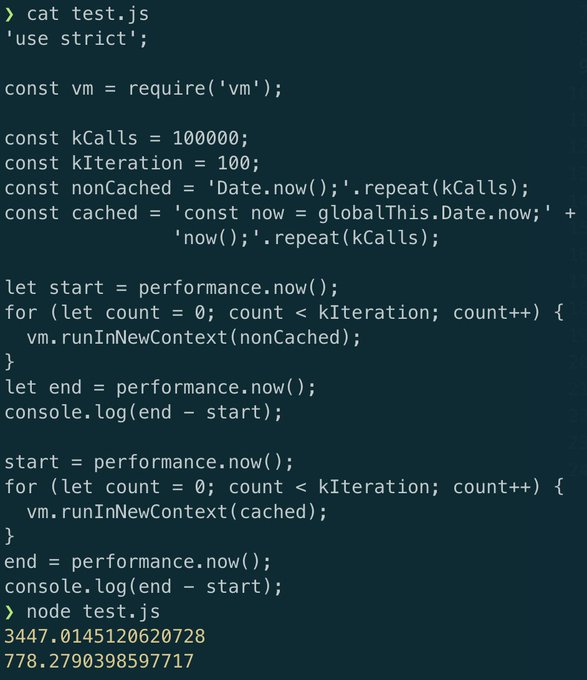 ❯ cat test.js
'use strict';

const vm = require('vm');

const kCalls = 100000;
const kIteration = 100;
const nonCached = 'Date.now();'.repeat(kCalls);
const cached = 'const now = globalThis.Date.now;' +
               'now();'.repeat(kCalls);

let start = performance.now();
for (let count = 0; count < kIteration; count++) {
  vm.runInNewContext(nonCached);
}
let end = performance.now();
console.log(end - start);

start = performance.now();
for (let count = 0; count < kIteration; count++) {
  vm.runInNewContext(cached);
}
end = performance.now();
console.log(end - start);
❯ node test.js
3447.0145120620728
778.2790398597717